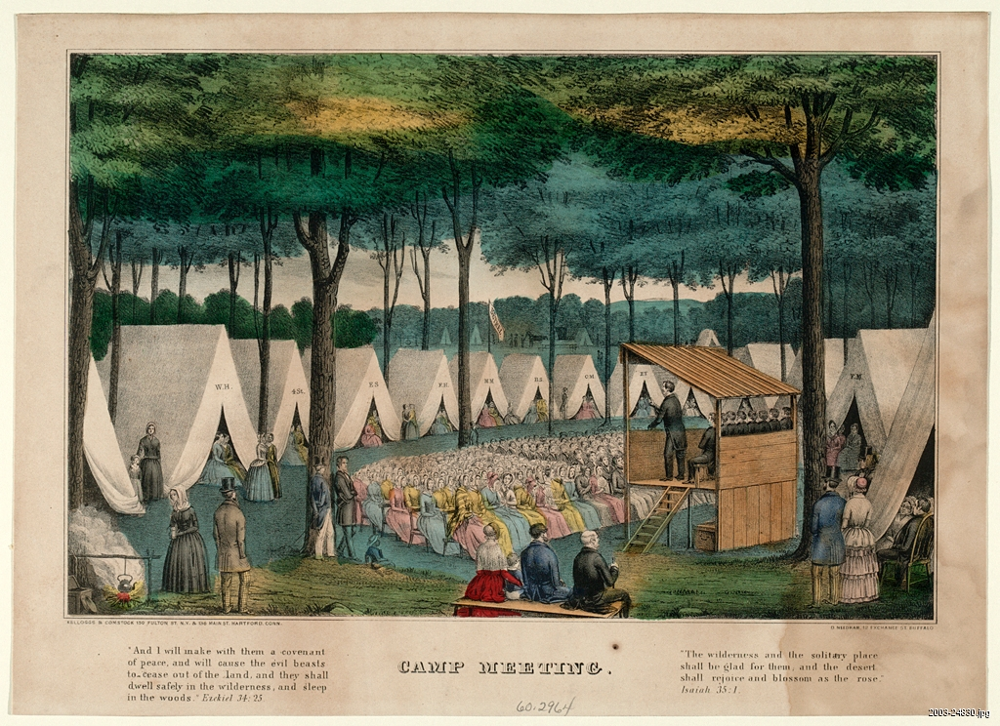 W.H.
4St.
F.S
F.H.
N.N.
B.S.
C.M.
F.M
KELLOGGS & COMSTOCK 150 FULTON ST. N.Y. & 136 MAIN ST. HARTFORD, CONN.
D. NEEDHAM, 12 EXCHANGE ST. BUFFALO
"And I will make with them a covenant
of peace, and will cause the evil beasts
to cease out of the land, and they shall
dwell safely in the wilderness, and sleep
in the woods." Ezekiel 34:25
CAMP MEETING.
"The wilderness and the solitary place
shall be glad for them, and the desert
shall rejoice and blossom as the rose."
Isaiah 35:1.
60.2964
2003-24830.jpg